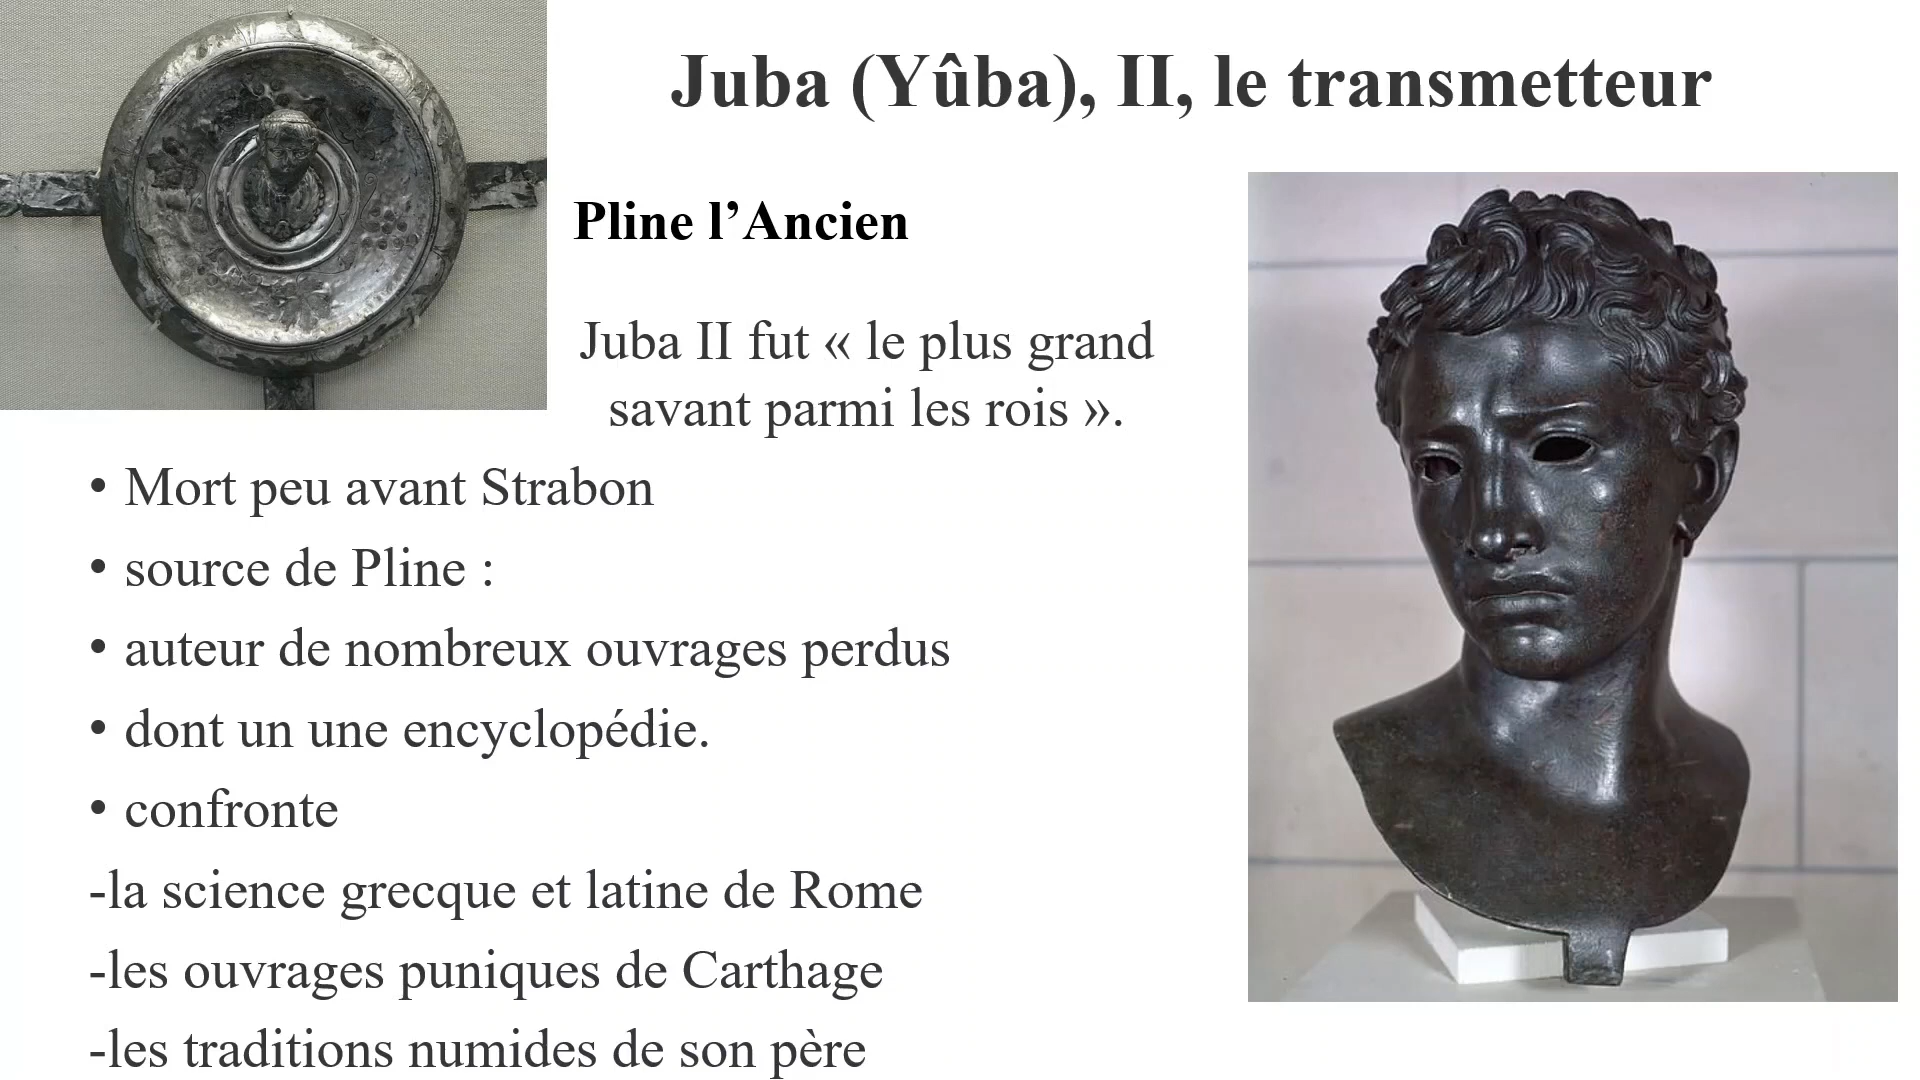 Juba (Yûba), II, le transmetteur
Pline l’Ancien
Juba II fut « le plus grand
savant parmi les rois ».
• Mort peu avant Strabon
• source de Pline :
• auteur de nombreux ouvrages perdus
• dont un une encyclopédie.
• confronte
-la science grecque et latine de Rome
-les ouvrages puniques de Carthage
-les traditions numides de son père